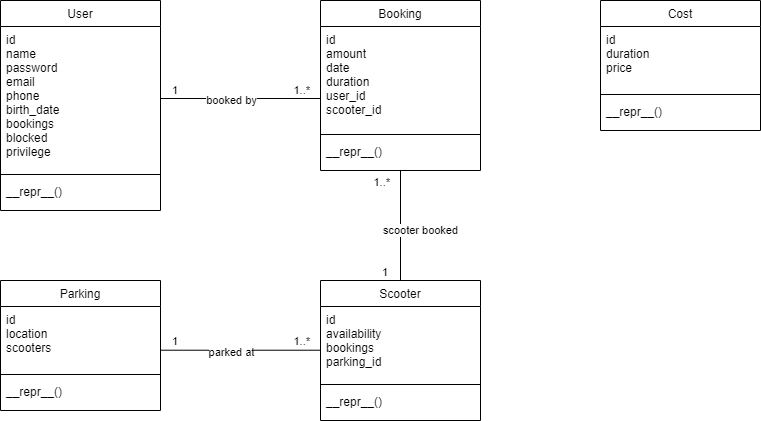 User
id
name
password
email
phone
birth_date
bookings
blocked
privilege
__repr__()
1
booked by
1..*
Booking
id
amount
date
duration
user_id
scooter_id
__repr__()
Cost
id
duration
price
__repr__()
1..*
scooter booked
1
Parking
id
location
scooters
__repr__()
1
parked at
1..*
Scooter
id
availability
bookings
parking_id
__repr__()